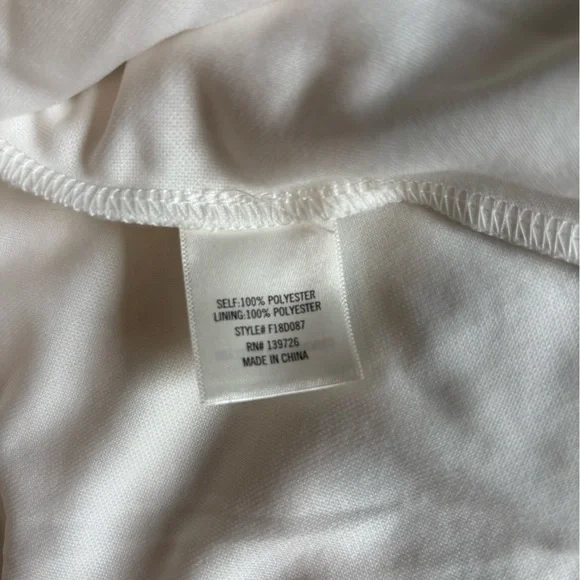 SELF:100% POLYESTER
LINING:100% POLYESTER
STYLE# F18D087
RN# 139726
MADE IN CHINA